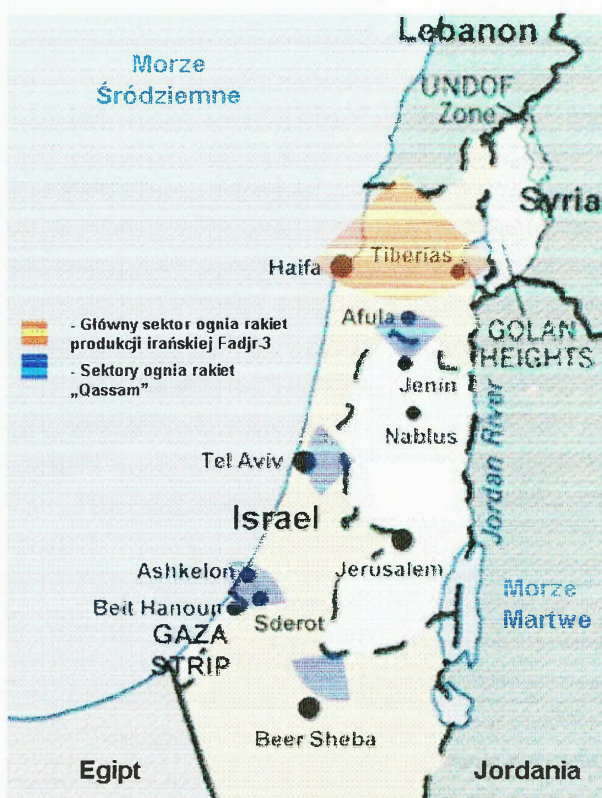 Lebanon
Morze
Śródziemne
UNDOF
Zone
Syria
Haifa
Tiberias
- Główny sektor ognia rakiet
produkcji irańskiej Fadjr-3
- Sektory ognia rakiet
„Qassam”
Afula
GOLAN
HEIGHTS
Jenin
Nablus
Jordan River
Tel Aviv
Israel
Jerusalem
Ashkelon
Beit Hanoun
Sderot
GAZA
STRIP
Morze
Martwe
Beer Sheba
Egipt
Jordania